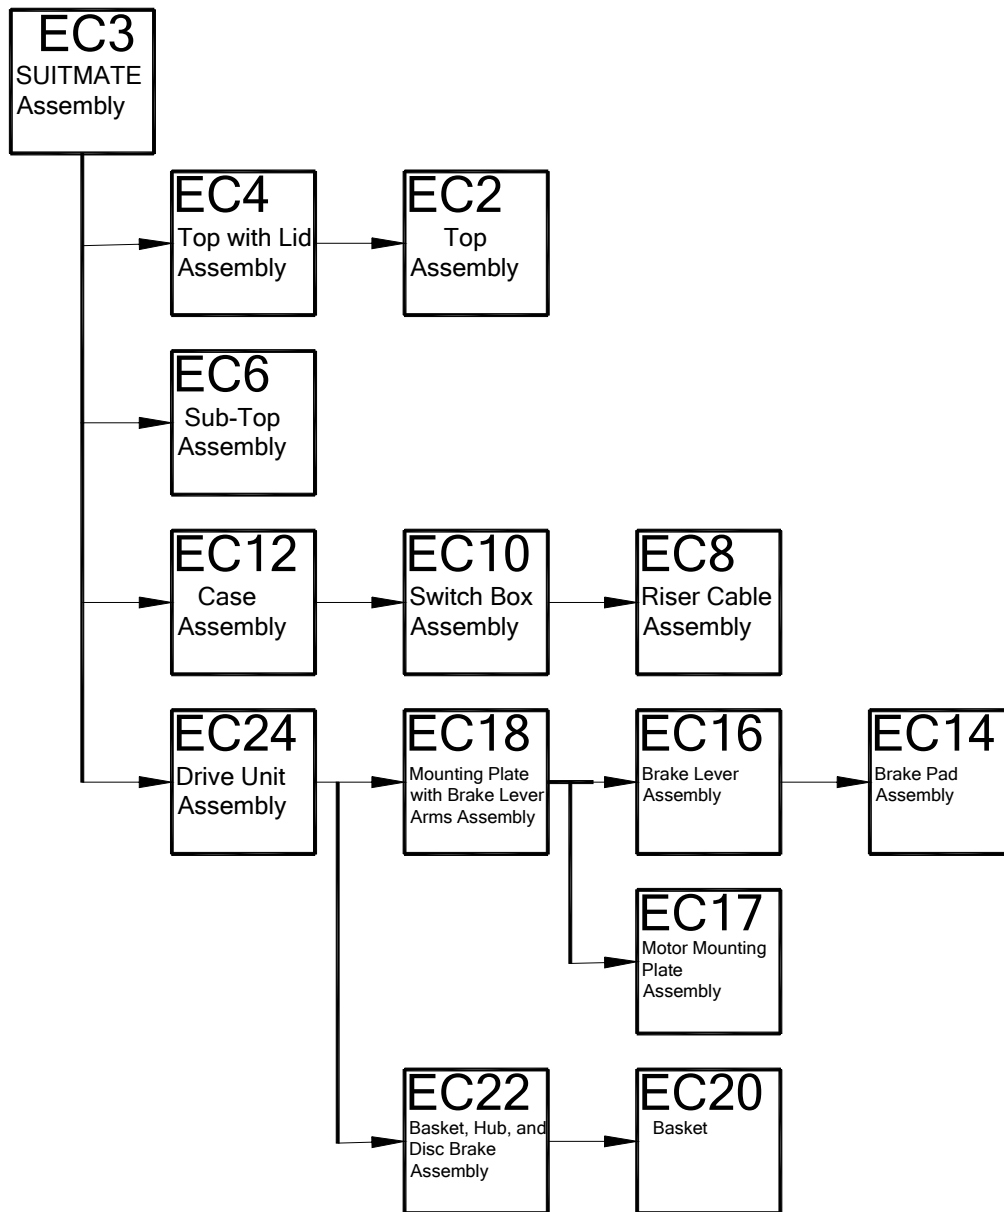 EC3
SUITMATE
Assembly
EC4
Top with Lid
Assembly
EC2
Top
Assembly
EC6
Sub-Top
Assembly
EC12
Case
Assembly
EC10
Switch Box
Assembly
EC8
Riser Cable
Assembly
EC24
Drive Unit
Assembly
EC18
Mounting Plate
with Brake Lever
Arms Assembly
EC16
Brake Lever
Assembly
EC14
Brake Pad
Assembly
EC17
Motor Mounting
Plate
Assembly
EC22
Basket, Hub, and
Disc Brake
Assembly
EC20
Basket